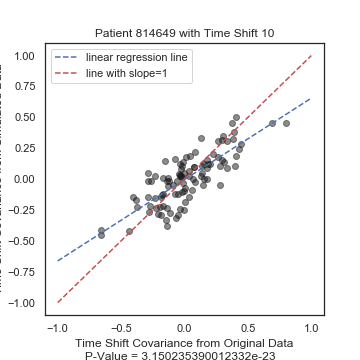 Patient 814649 with Time Shift 10
linear regression line
line with slope=1
1.00
0.75
0.50
0.25
0.00
−0.25
−0.50
−0.75
−1.00
−1.0
−0.5
0.0
0.5
1.0
Time Shift Covariance from Original Data
P-Value = 3.150235390012332e-23